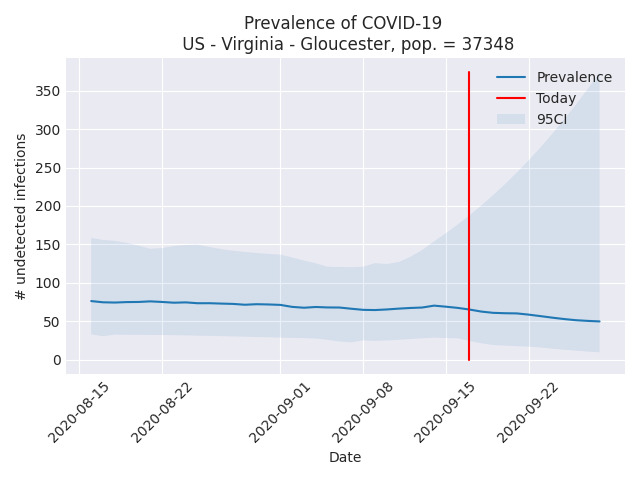 Prevalence of COVID-19
US - Virginia - Gloucester, pop. = 37348
Prevalence
Today
95CI
# undetected infections
350
300
250
200
150
100
50
0
2020-08-15
2020-08-22
2020-09-01
2020-09-08
2020-09-15
2020-09-22
Date